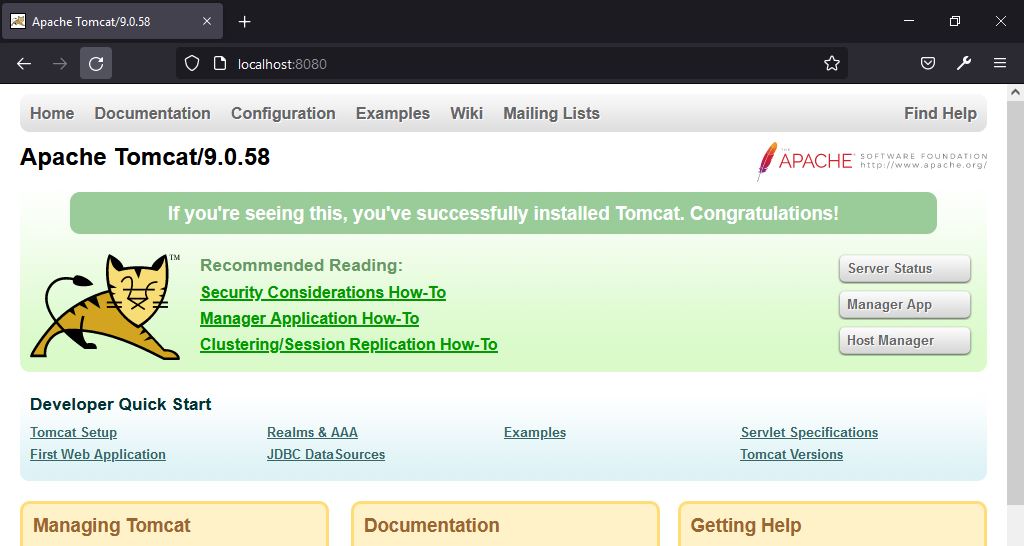 Apache Tomcat/9.0.58
localhost:8080
Home Documentation Configuration Examples Wiki Mailing Lists Find Help
Apache Tomcat/9.0.58
THE APACHE® SOFTWARE FOUNDATION
http://www.apache.org/
If you're seeing this, you've successfully installed Tomcat. Congratulations!
TM
Recommended Reading:
Security Considerations How-To
Manager Application How-To
Clustering/Session Replication How-To
Server Status
Manager App
Host Manager
Developer Quick Start
Tomcat Setup Realms & AAA Examples Servlet Specifications
First Web Application JDBC DataSources Tomcat Versions
Managing Tomcat Documentation Getting Help